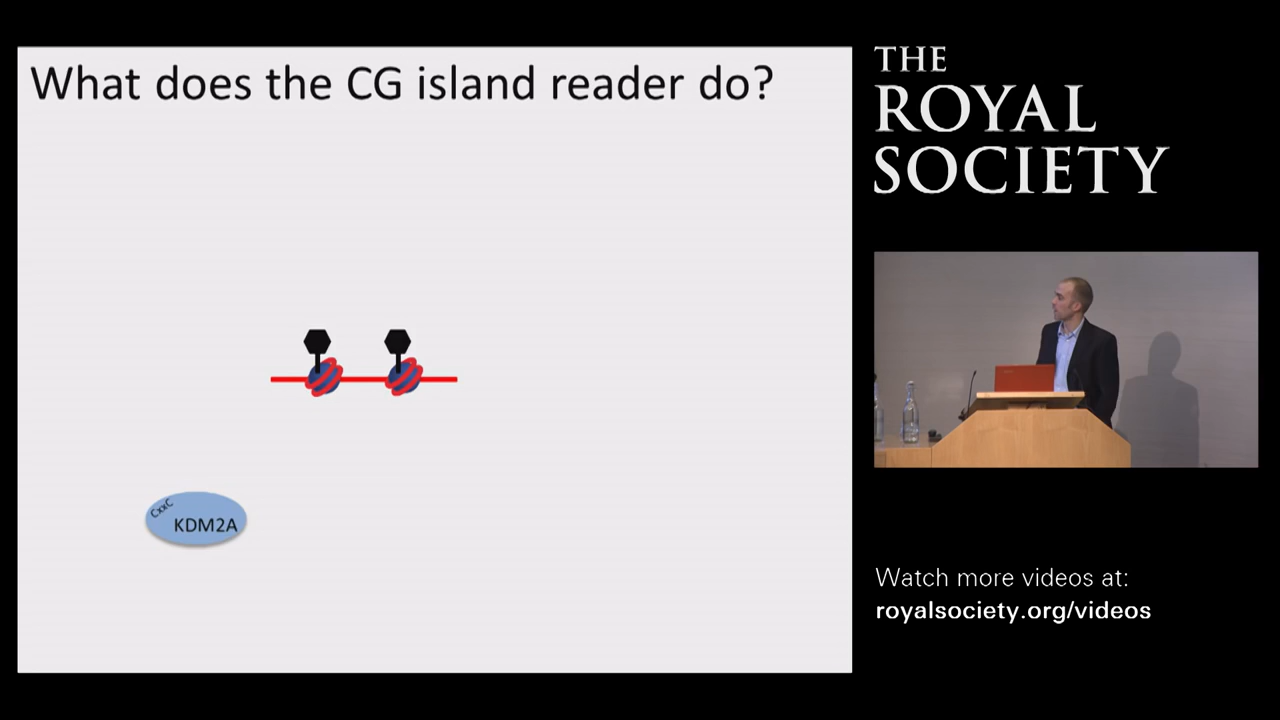 What does the CG island reader do?
CxxC
KDM2A
THE
ROYAL
SOCIETY
Watch more videos at:
royalsociety.org/videos